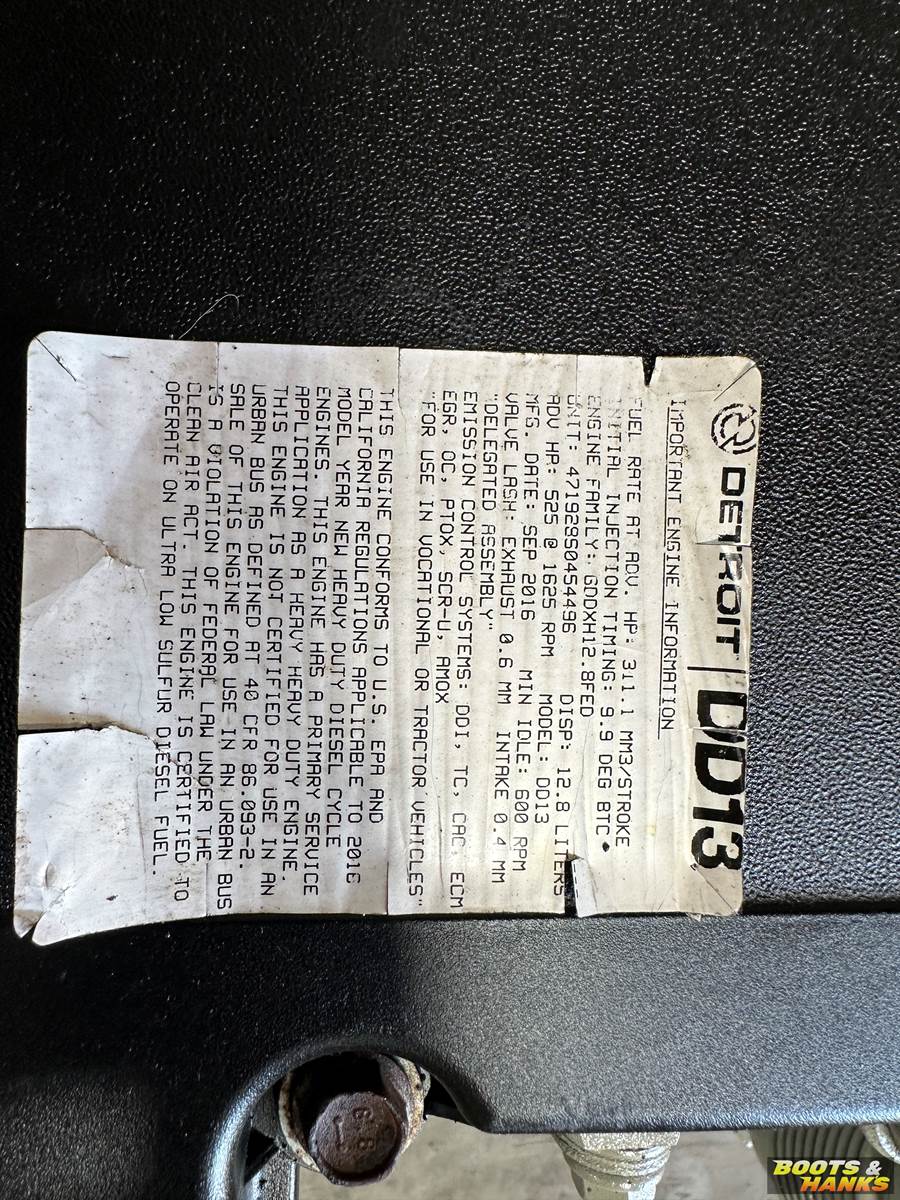 DETROIT | DD13
IMPORTANT ENGINE INFORMATION
FUEL RATE AT ADV. HP: 311.1 MM3/STROKE
INITIAL INJECTION TIMING: 9.9 DEG BTC
ENGINE FAMILY: GDDXH12.8FED
UNIT: 471928S0454496 DISP: 12.8 LITERS
ADV HP: 525 @ 1625 RPM MODEL: DD13
MFG. DATE: SEP 2016 MIN IDLE: 600 RPM
VALVE LASH: EXHAUST 0.6 MM INTAKE 0.4 MM
"DELEGATED ASSEMBLY"
EMISSION CONTROL SYSTEMS: DDI, TC, CAC, ECM
EGR, OC, PTOX, SCR-U, AMOX
"FOR USE IN VOCATIONAL OR TRACTOR VEHICLES"
THIS ENGINE CONFORMS TO U.S. EPA AND
CALIFORNIA REGULATIONS APPLICABLE TO 2016
MODEL YEAR NEW HEAVY DUTY DIESEL CYCLE
ENGINES. THIS ENGINE HAS A PRIMARY SERVICE
APPLICATION AS A HEAVY HEAVY DUTY ENGINE.
THIS ENGINE IS NOT CERTIFIED FOR USE IN AN
URBAN BUS AS DEFINED AT 40 CFR 86.093-2.
SALE OF THIS ENGINE FOR USE IN AN URBAN BUS
IS A VIOLATION OF FEDERAL LAW UNDER THE
CLEAN AIR ACT. THIS ENGINE IS CERTIFIED TO
OPERATE ON ULTRA LOW SULFUR DIESEL FUEL.
8.8
BOOTS &
HANKS